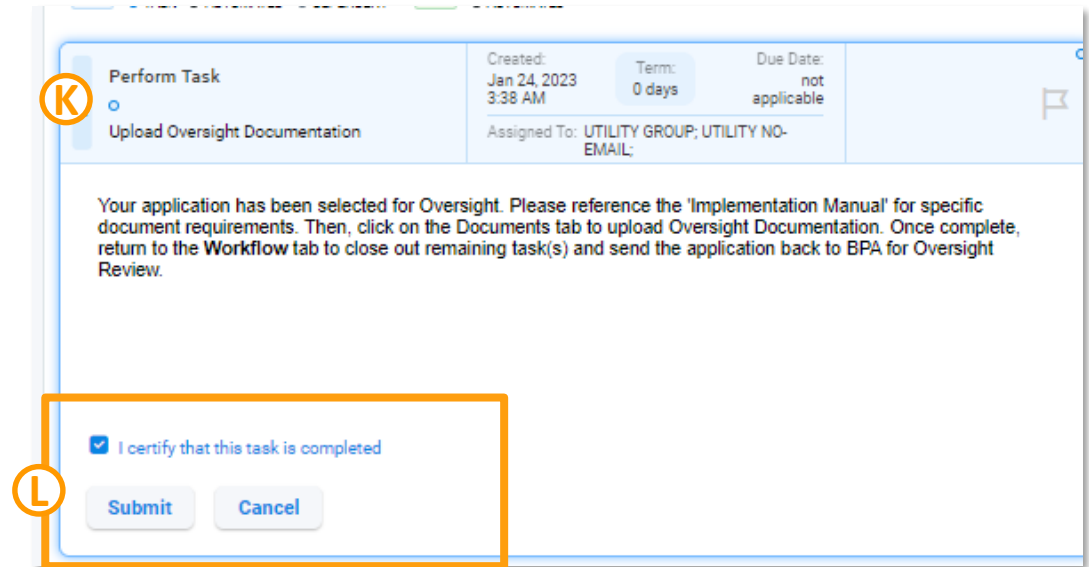 Perform Task
Upload Oversight Documentation
Created:
Jan 24, 2023
3:38 AM
Term:
0 days
Due Date:
not
applicable
Assigned To: UTILITY GROUP; UTILITY NO-
EMAIL;
K
Your application has been selected for Oversight. Please reference the 'Implementation Manual' for specific
document requirements. Then, click on the Documents tab to upload Oversight Documentation. Once complete,
return to the Workflow tab to close out remaining task(s) and send the application back to BPA for Oversight
Review.
I certify that this task is completed
L
Submit Cancel